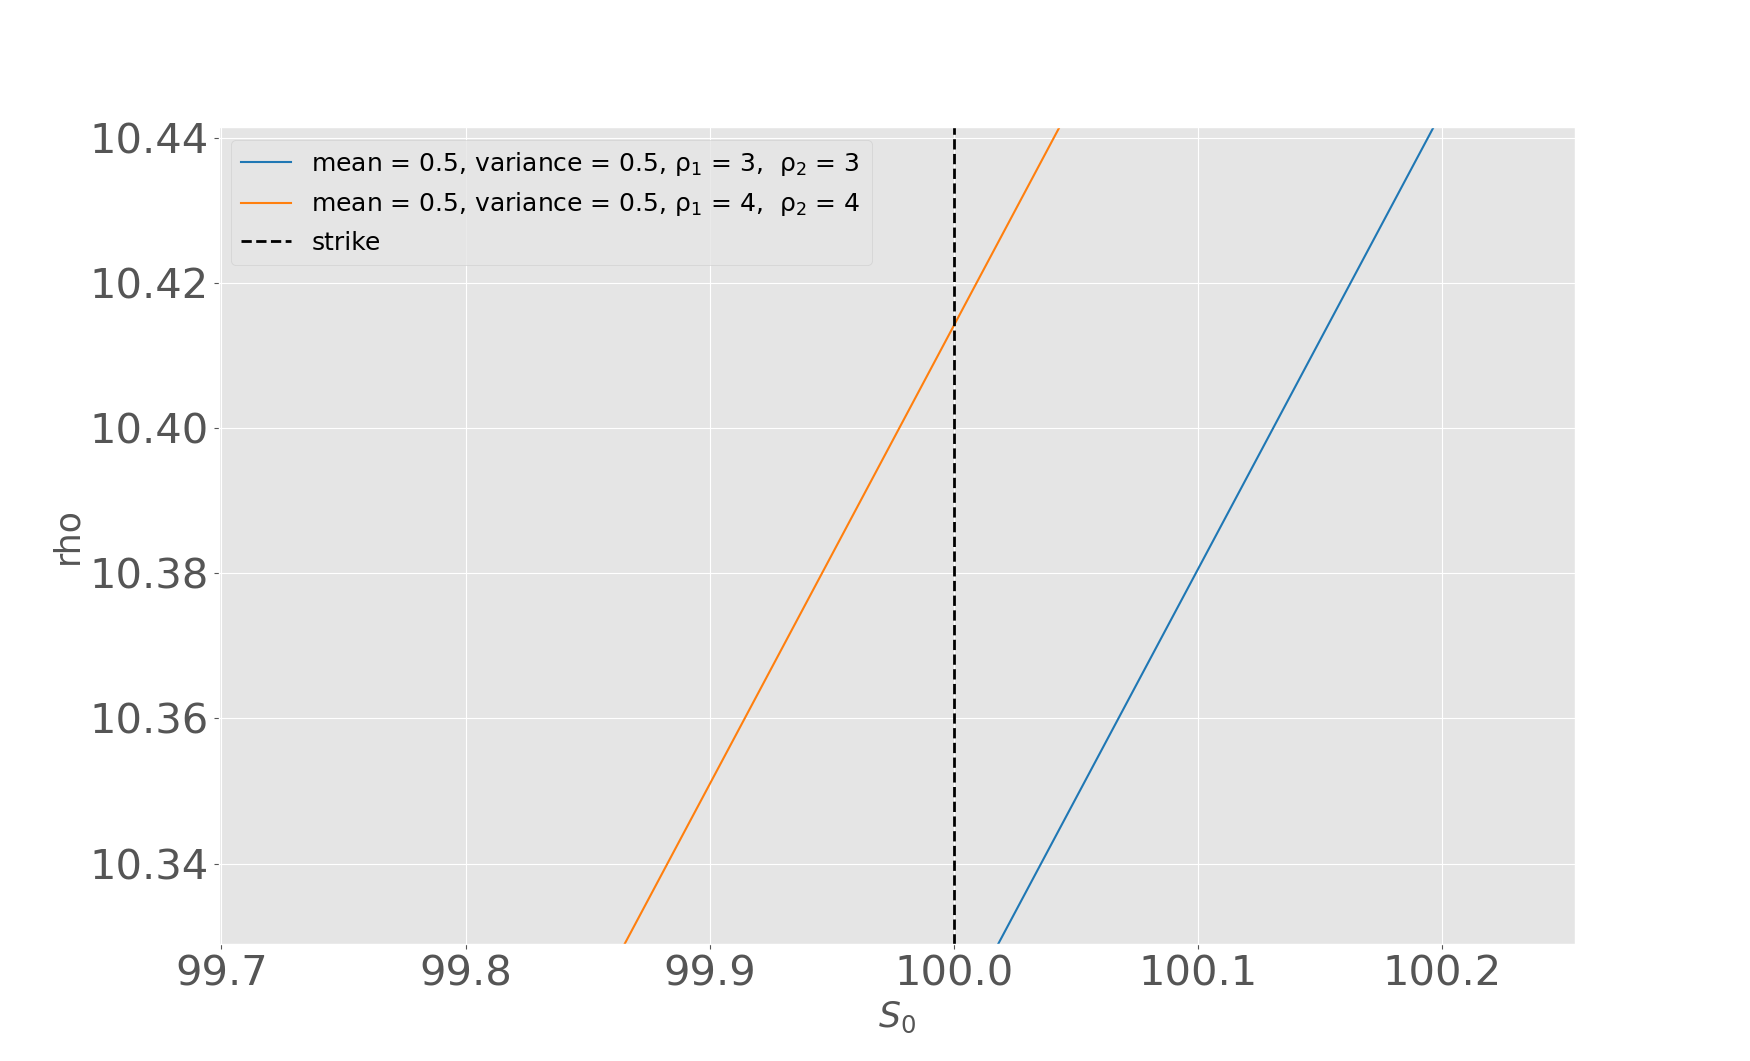 10.44
10.42
10.40
10.38
10.36
10.34
rho
mean = 0.5, variance = 0.5, ρ₁ = 3, ρ₂ = 3
mean = 0.5, variance = 0.5, ρ₁ = 4, ρ₂ = 4
strike
99.7 99.8 99.9 100.0 100.1 100.2
S₀